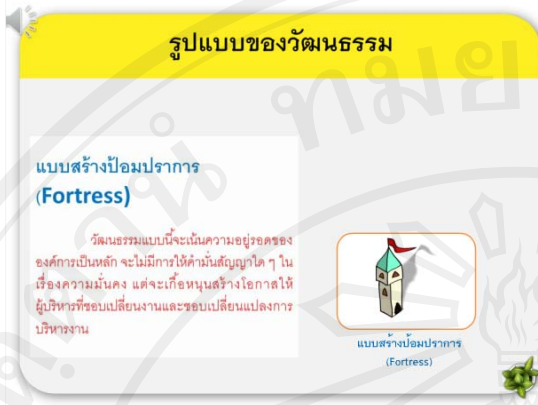 รูปแบบของวัฒนธรรม
แบบสร้างป้อมปราการ
(Fortress)
วัฒนธรรมแบบนี้จะเน้นความอยู่รอดของ
องค์การเป็นหลัก จะไม่มีการให้คำมั่นสัญญาใด ๆ ใน
เรื่องความมั่นคง แต่จะเกื้อหนุนสร้างโอกาสให้
ผู้บริหารที่ชอบเปลี่ยนงานและชอบเปลี่ยนแปลงการ
บริหารงาน
แบบสร้างป้อมปราการ
(Fortress)